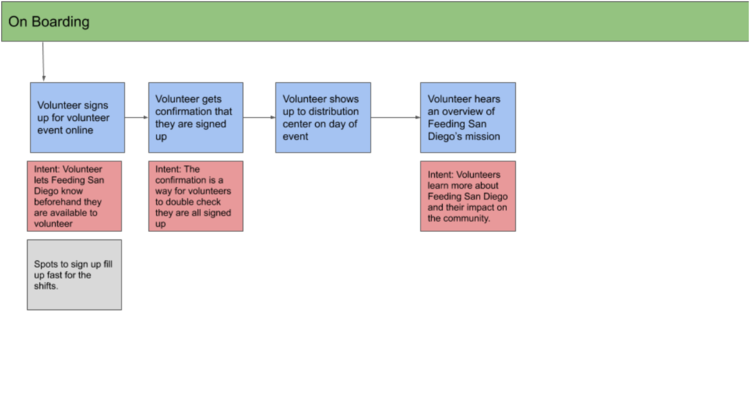 On Boarding
Volunteer signs
up for volunteer
event online
Volunteer gets
confirmation that
they are signed
up
Volunteer shows
up to distribution
center on day of
event
Volunteer hears
an overview of
Feeding San
Diego's mission
Intent: Volunteer
lets Feeding San
Diego know
beforehand they
are available to
volunteer
Intent: The
confirmation is a
way for volunteers
to double check
they are all signed
up
Intent: Volunteers
learn more about
Feeding San Diego
and their impact on
the community.
Spots to sign up fill
up fast for the
shifts.